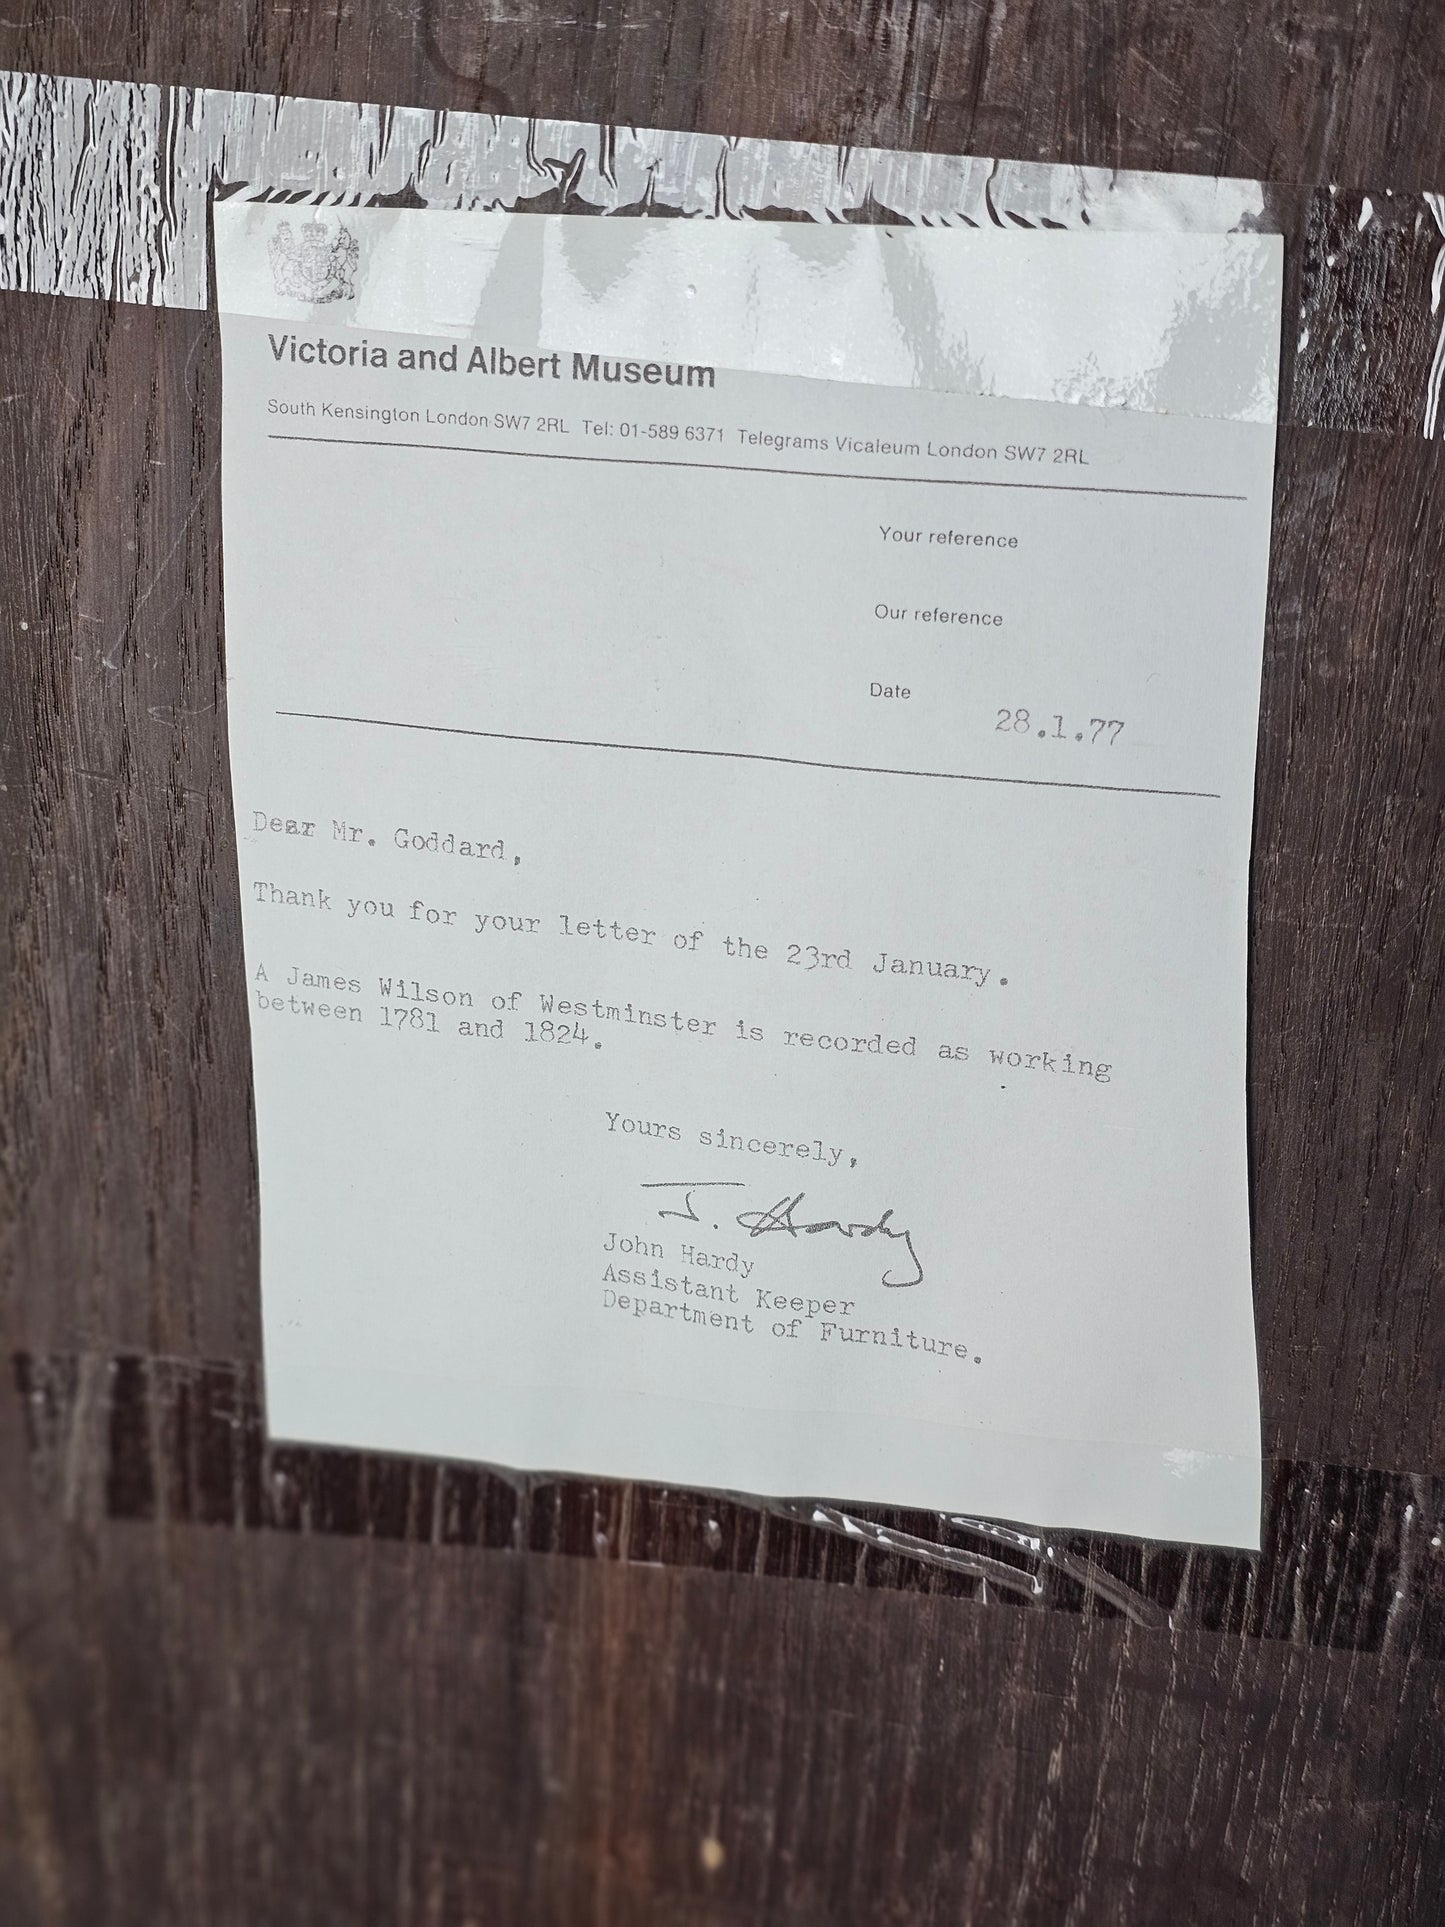 Victoria and Albert Museum
South Kensington London SW7 2RL Tel: 01-589 6371 Telegrams Vicaleum London SW7 2RL
Your reference
Our reference
Date
28.1.77
Dear Mr. Goddard,
Thank you for your letter of the 23rd January.
A James Wilson of Westminster is recorded as working
between 1781 and 1824.
Yours sincerely,
J. Hardy
John Hardy
Assistant Keeper
Department of Furniture.